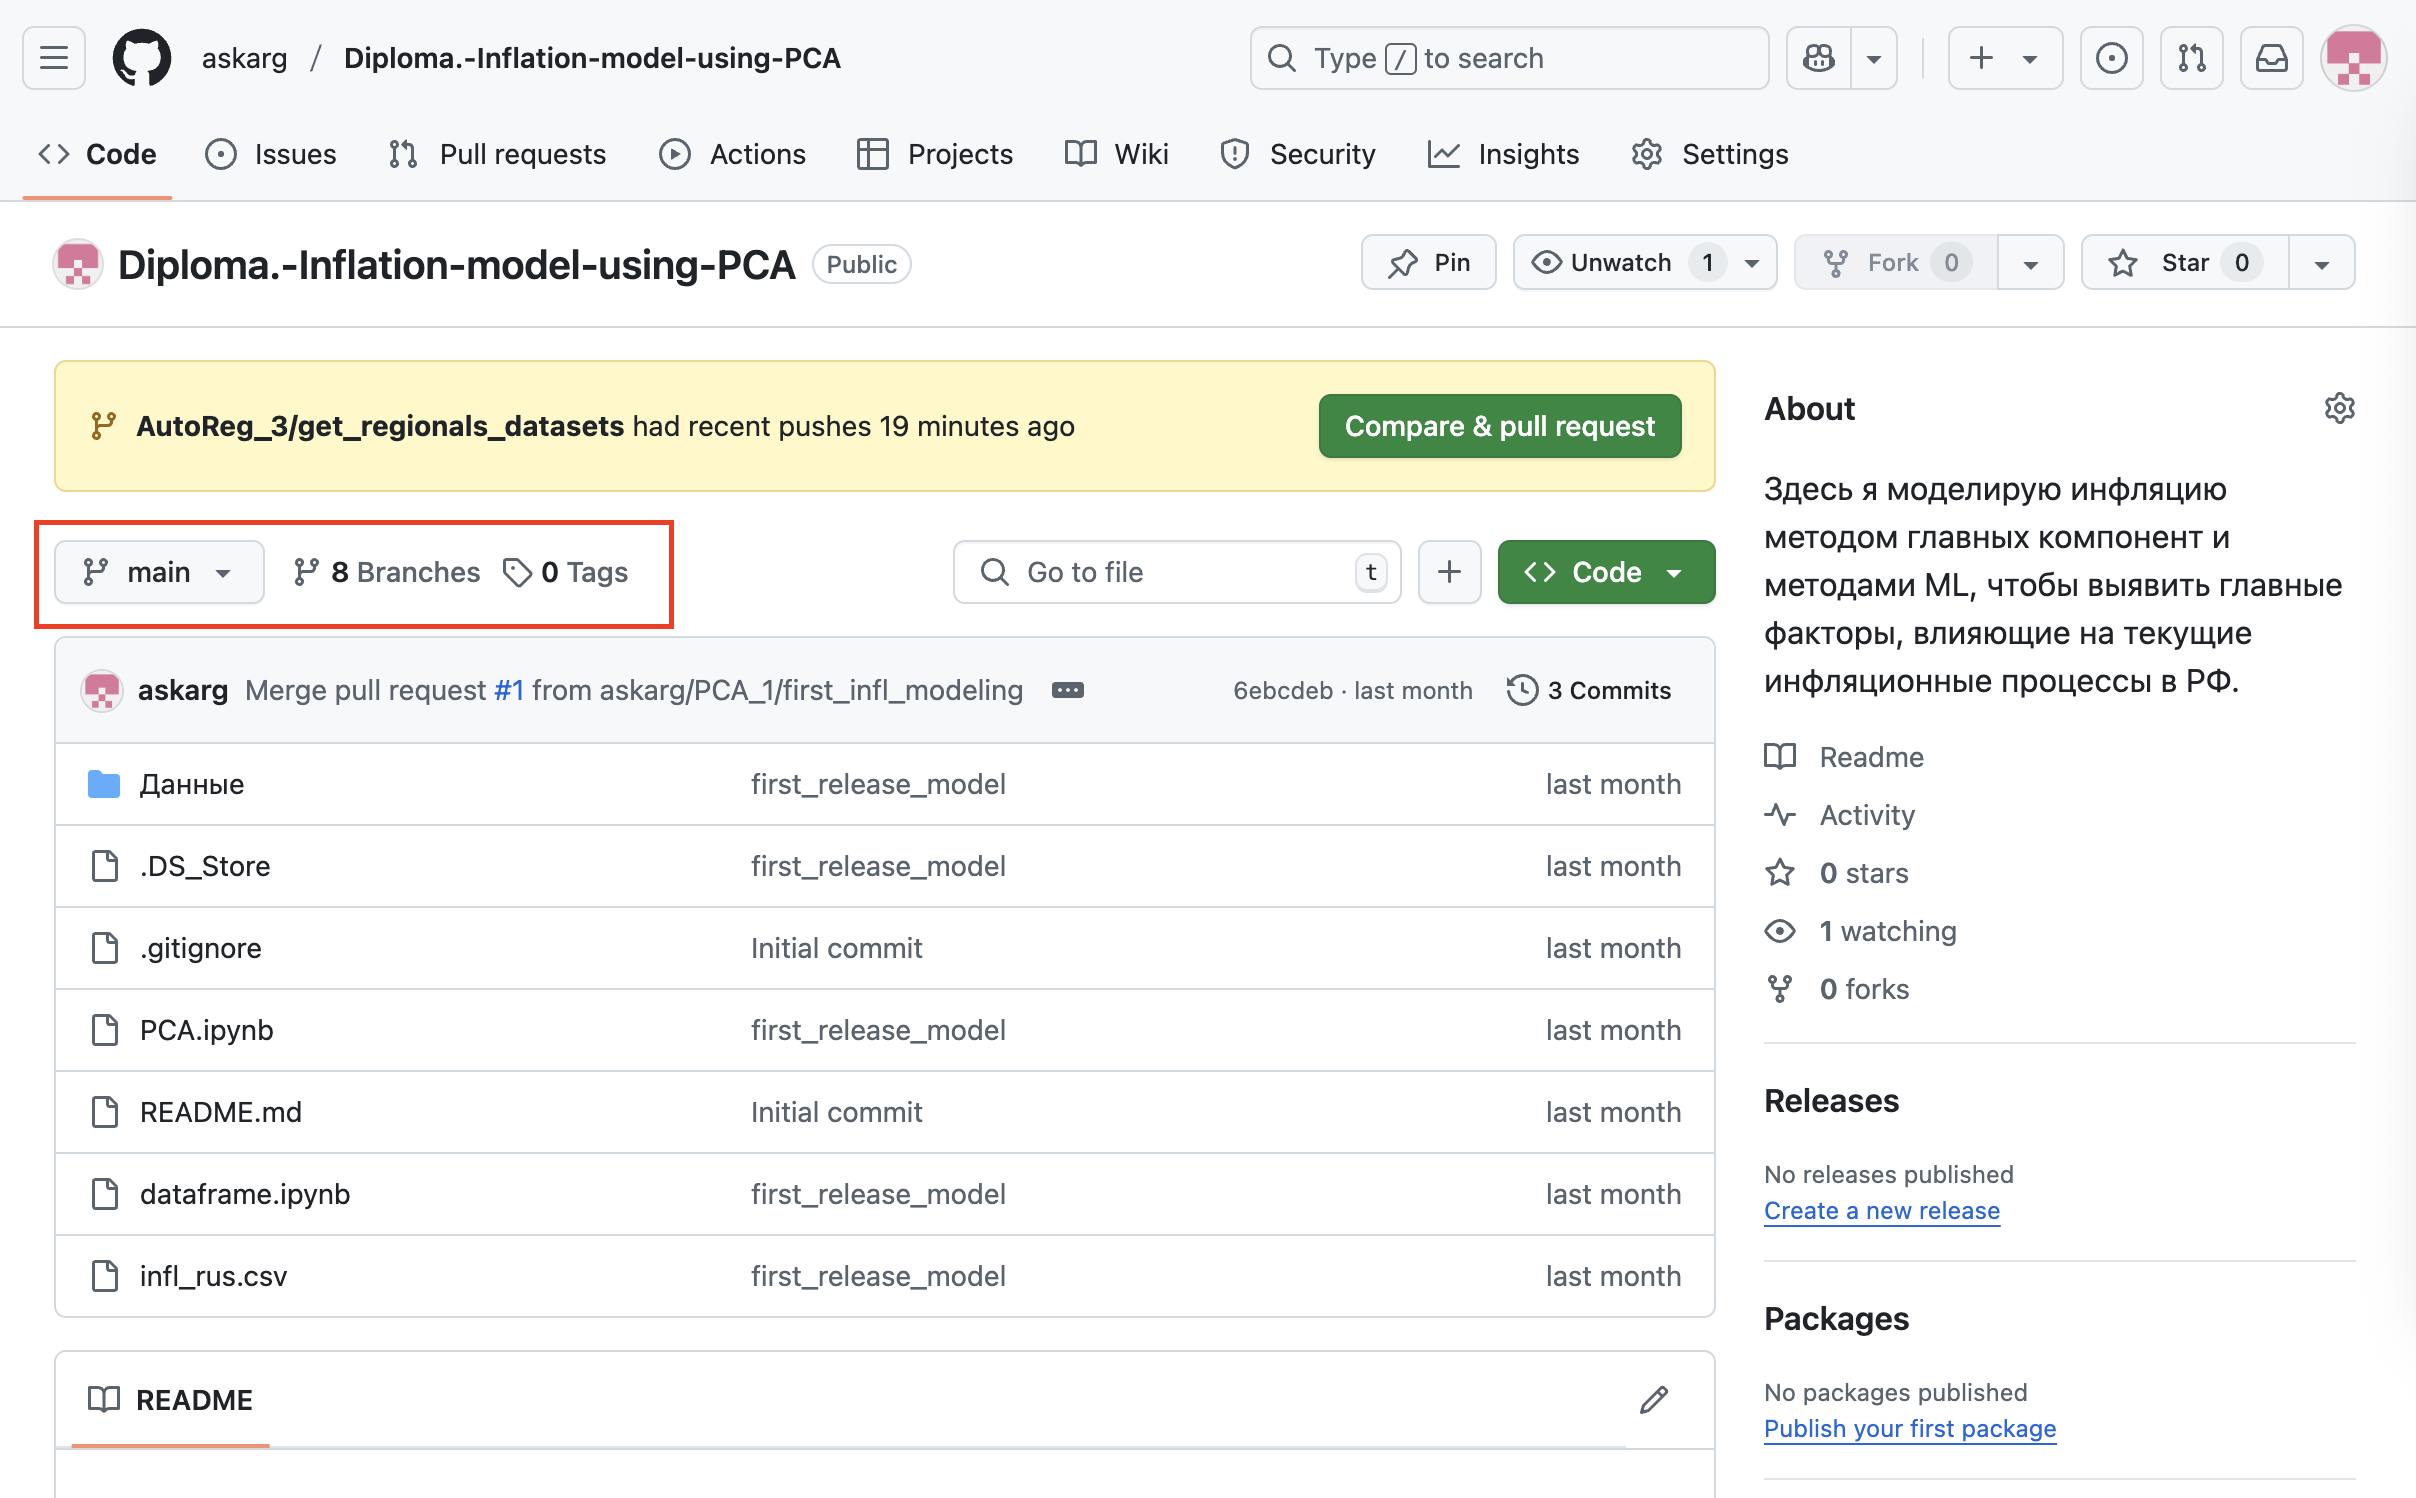 askarg / Diploma.-Inflation-model-using-PCA
Type / to search
Code Issues Pull requests Actions Projects Wiki Security Insights Settings
Diploma.-Inflation-model-using-PCA Public
Pin Unwatch 1 Fork 0 Star 0
AutoReg_3/get_regionals_datasets had recent pushes 19 minutes ago
Compare & pull request
main 8 Branches 0 Tags
Go to file t
Code
askarg Merge pull request #1 from askarg/PCA_1/first_infl_modeling 6ebcdeb · last month 3 Commits
Данные first_release_model last month
.DS_Store first_release_model last month
.gitignore Initial commit last month
PCA.ipynb first_release_model last month
README.md Initial commit last month
dataframe.ipynb first_release_model last month
infl_rus.csv first_release_model last month
README
About
Здесь я моделирую инфляцию
методом главных компонент и
методами ML, чтобы выявить главные
факторы, влияющие на текущие
инфляционные процессы в РФ.
Readme
Activity
0 stars
1 watching
0 forks
Releases
No releases published
Create a new release
Packages
No packages published
Publish your first package